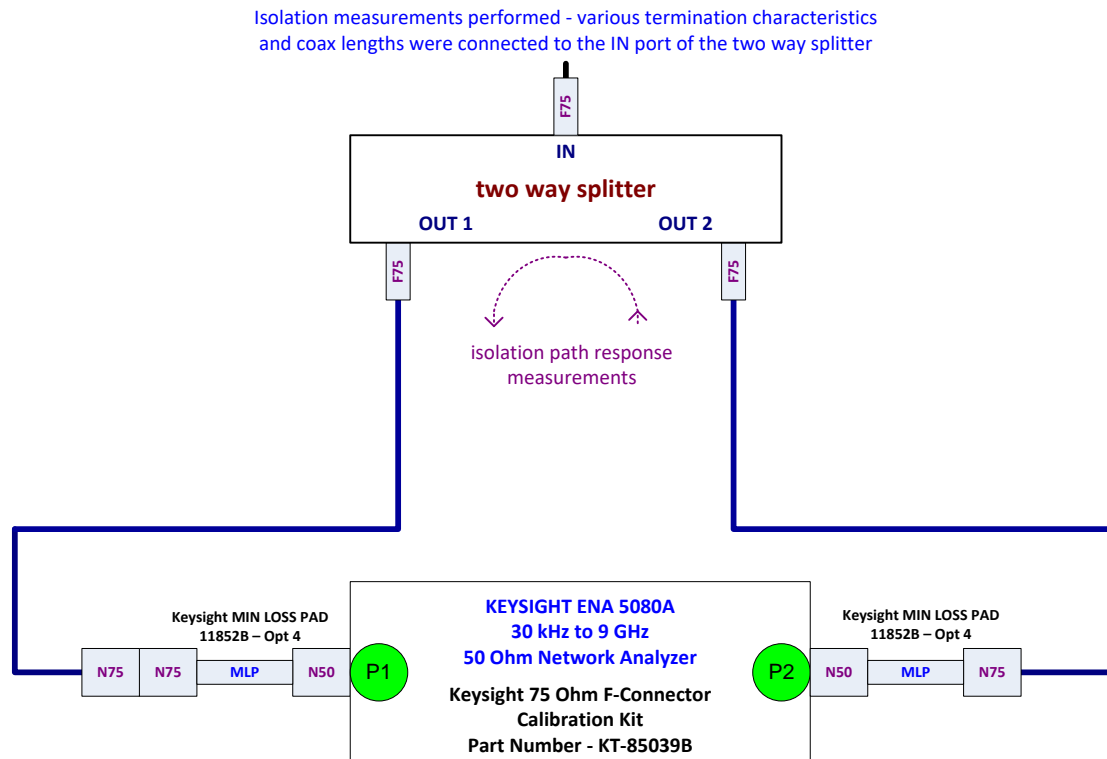 Isolation measurements performed - various termination characteristics
and coax lengths were connected to the IN port of the two way splitter
F75
IN
two way splitter
OUT 1
OUT 2
F75
F75
isolation path response
measurements
Keysight MIN LOSS PAD
11852B – Opt 4
N75
N75
MLP
N50
P1
KEYSIGHT ENA 5080A
30 kHz to 9 GHz
50 Ohm Network Analyzer
Keysight 75 Ohm F-Connector
Calibration Kit
Part Number - KT-85039B
P2
Keysight MIN LOSS PAD
11852B – Opt 4
N50
MLP
N75